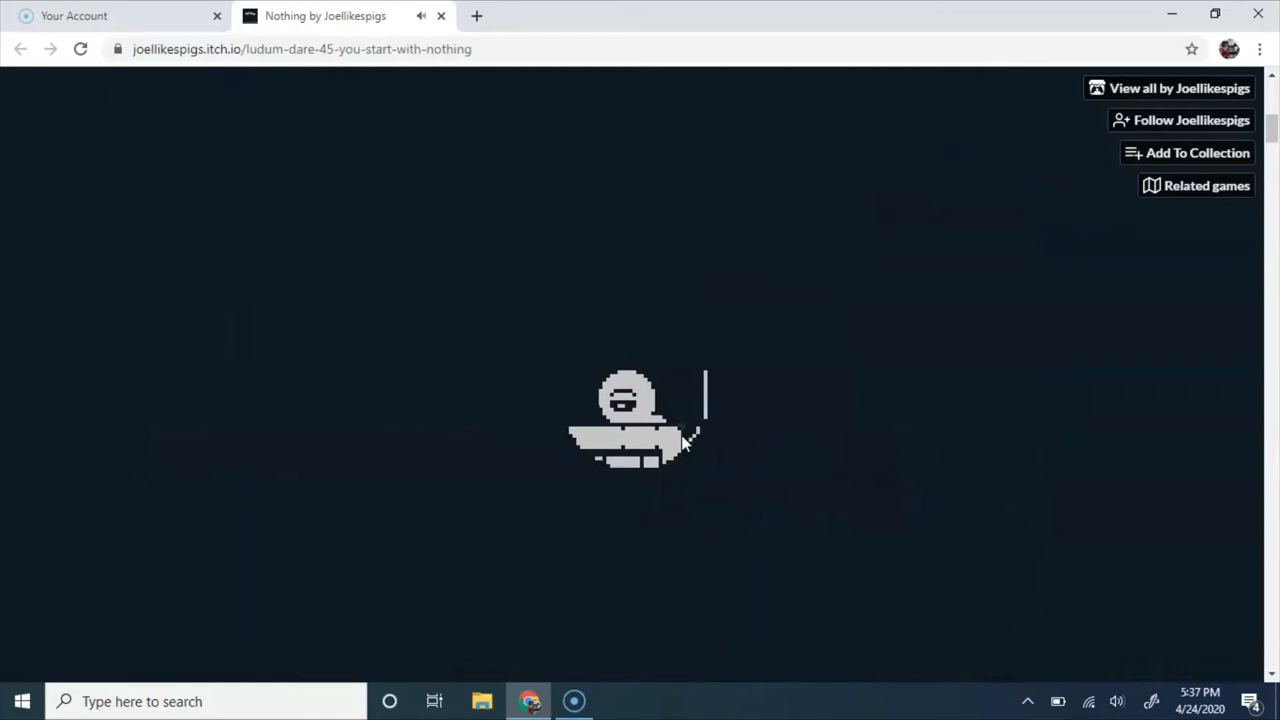 Your Account
Nothing by Joellikespigs
joellikespigs.itch.io/ludum-dare-45-you-start-with-nothing
View all by Joellikespigs
Follow Joellikespigs
Add To Collection
Related games
Type here to search
5:37 PM
4/24/2020
4